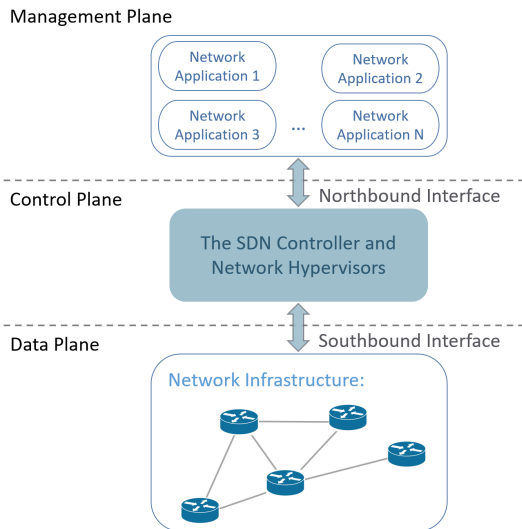 Management Plane
Network
Application 1
Network
Application 2
Network
Application 3
...
Network
Application N
Northbound Interface
Control Plane
The SDN Controller and
Network Hypervisors
Southbound Interface
Data Plane
Network Infrastructure: